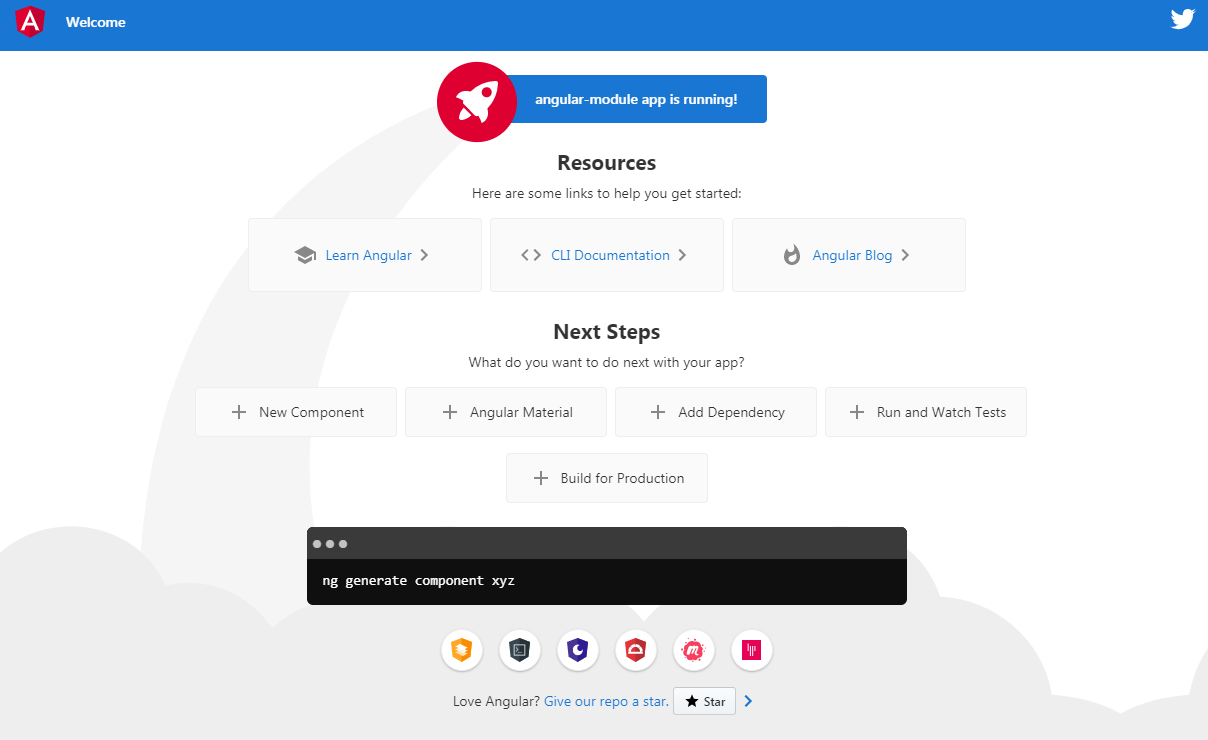 Welcome
angular-module app is running!
Resources
Here are some links to help you get started:
Learn Angular
CLI Documentation
Angular Blog
Next Steps
What do you want to do next with your app?
New Component
Angular Material
Add Dependency
Run and Watch Tests
Build for Production
ng generate component xyz
Love Angular? Give our repo a star. Star